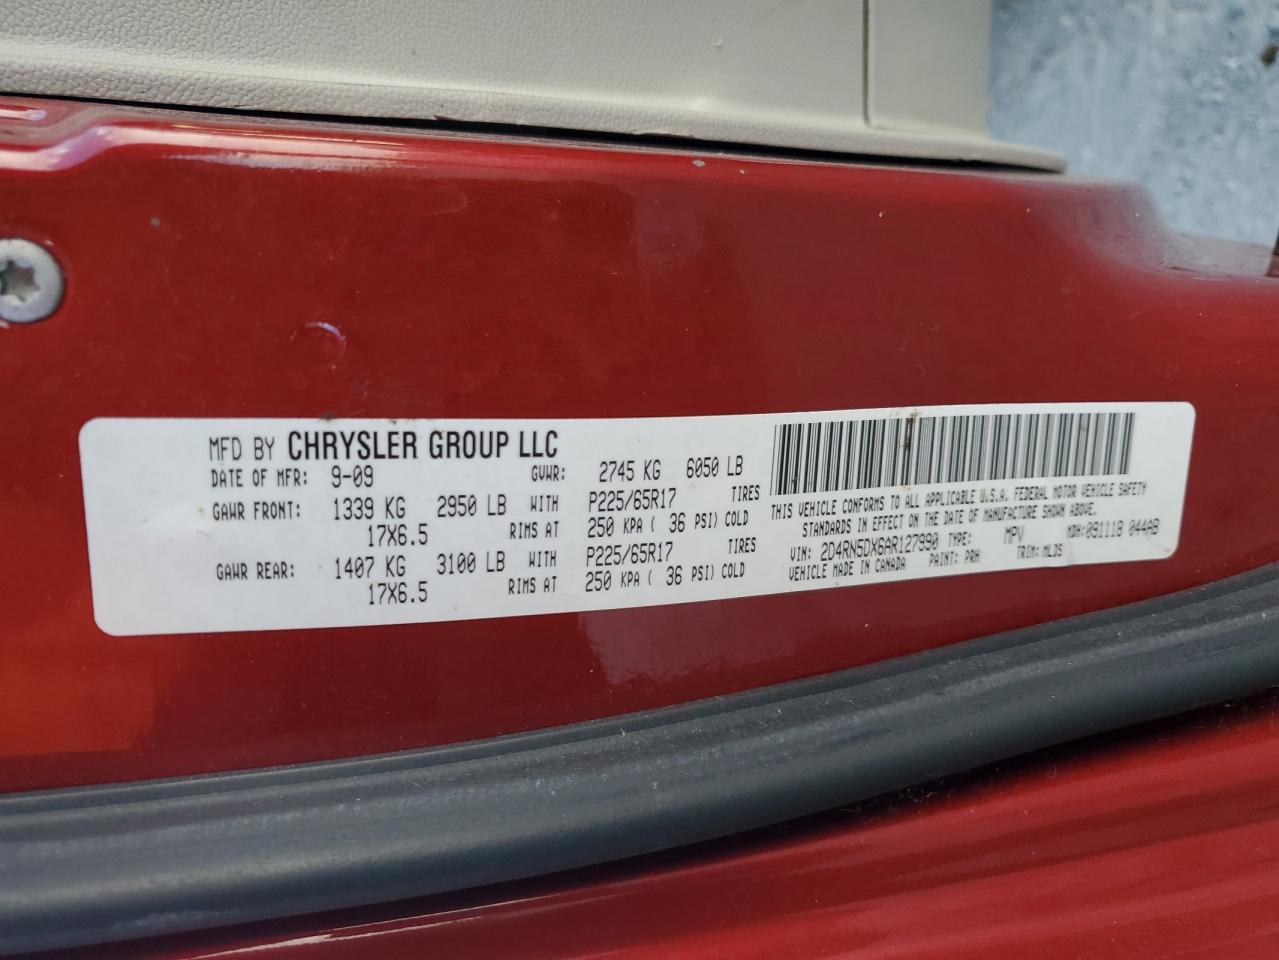 MFD BY CHRYSLER GROUP LLC
DATE OF MFR: 9-09 GVWR: 2745 KG 6050 LB
GAWR FRONT: 1339 KG 2950 LB WITH P225/65R17 TIRES
17X6.5 RIMS AT 250 KPA ( 36 PSI) COLD
GAWR REAR: 1407 KG 3100 LB WITH P225/65R17 TIRES
17X6.5 RIMS AT 250 KPA ( 36 PSI) COLD
THIS VEHICLE CONFORMS TO ALL APPLICABLE U.S.A. FEDERAL MOTOR VEHICLE SAFETY
STANDARDS IN EFFECT ON THE DATE OF MANUFACTURE SHOWN ABOVE.
VIN: 2D4RN5DX6AR127990 TYPE: MPV MDH: 091118 044AB
VEHICLE MADE IN CANADA PAINT: PRH TRIM: MLDS